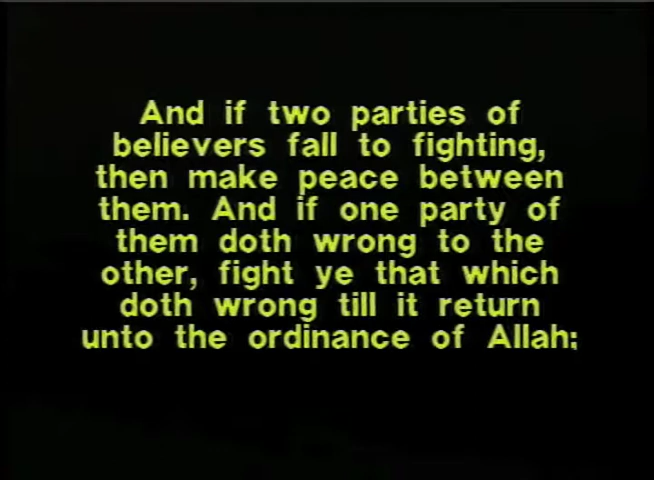 And if two parties of
believers fall to fighting,
then make peace between
them. And if one party of
them doth wrong to the
other, fight ye that which
doth wrong till it return
unto the ordinance of Allah;